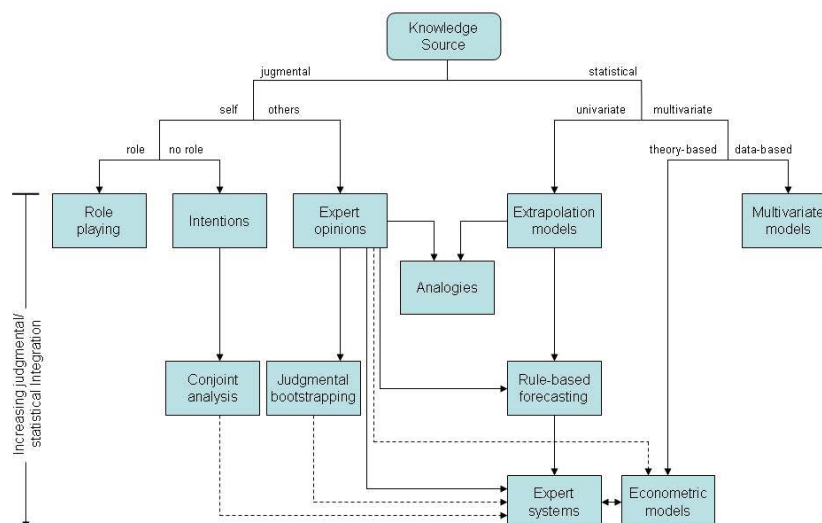 Knowledge
Source
jugmental
statistical
self
others
univariate
multivariate
role
no role
theory-based
data-based
Role
playing
Intentions
Expert
opinions
Extrapolation
models
Multivariate
models
Analogies
Increasing judgmental/
statistical Integration
Conjoint
analysis
Judgmental
bootstrapping
Rule-based
forecasting
Expert
systems
Econometric
models